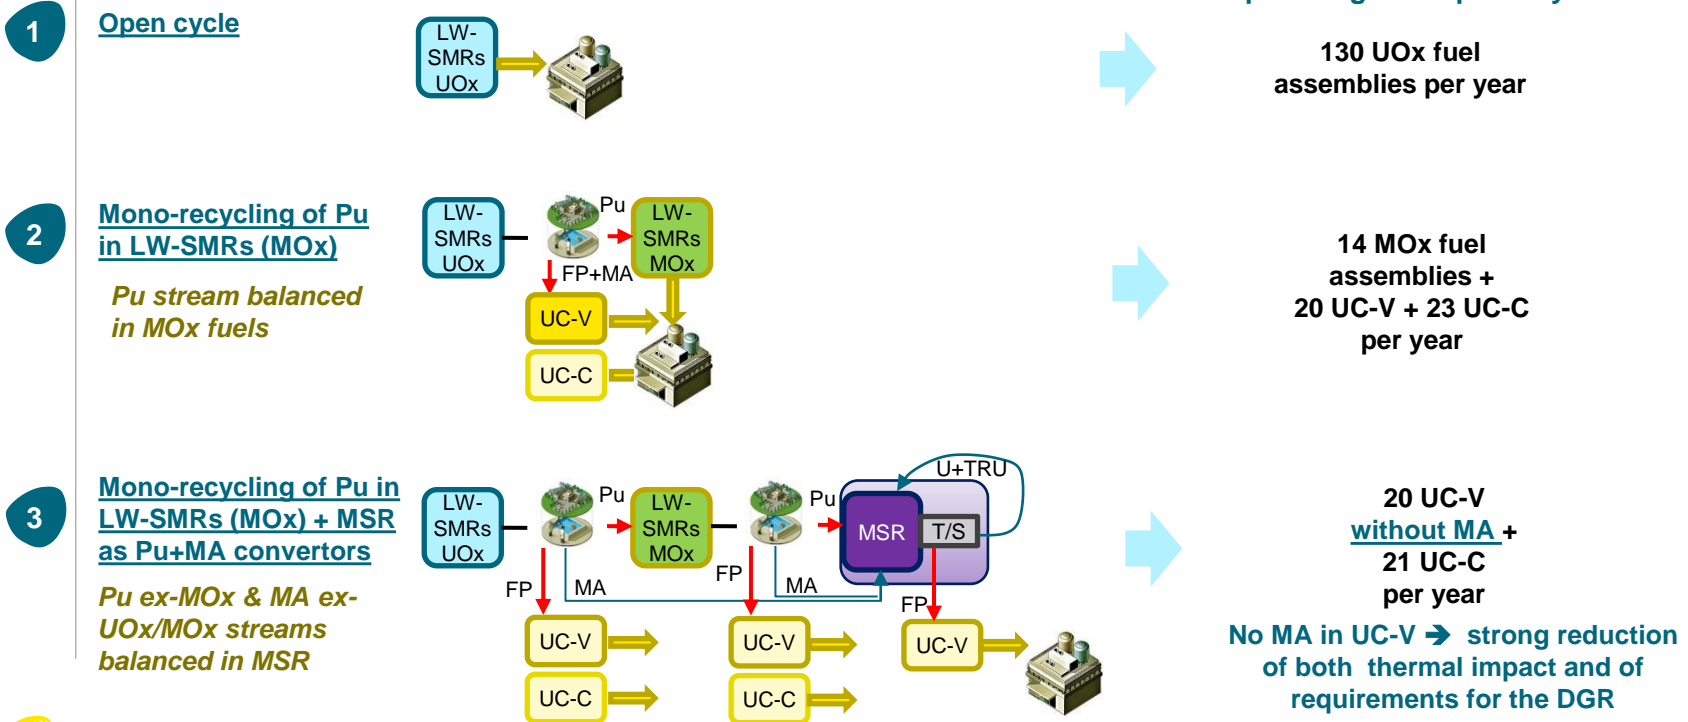 1
Open cycle
LW-
SMRs
UOx
130 UOx fuel
assemblies per year
2
Mono-recycling of Pu
in LW-SMRs (MOx)
Pu stream balanced
in MOx fuels
LW-
SMRs
UOx
Pu
LW-
SMRs
MOx
FP+MA
UC-V
UC-C
14 MOx fuel
assemblies +
20 UC-V + 23 UC-C
per year
3
Mono-recycling of Pu in
LW-SMRs (MOx) + MSR
as Pu+MA convertors
Pu ex-MOx & MA ex-
UOx/MOx streams
balanced in MSR
LW-
SMRs
UOx
Pu
LW-
SMRs
MOx
Pu
U+TRU
MSR
T/S
FP
MA
FP
MA
FP
UC-V
UC-V
UC-V
UC-C
UC-C
20 UC-V
without MA +
21 UC-C
per year
No MA in UC-V ➔ strong reduction
of both thermal impact and of
requirements for the DGR